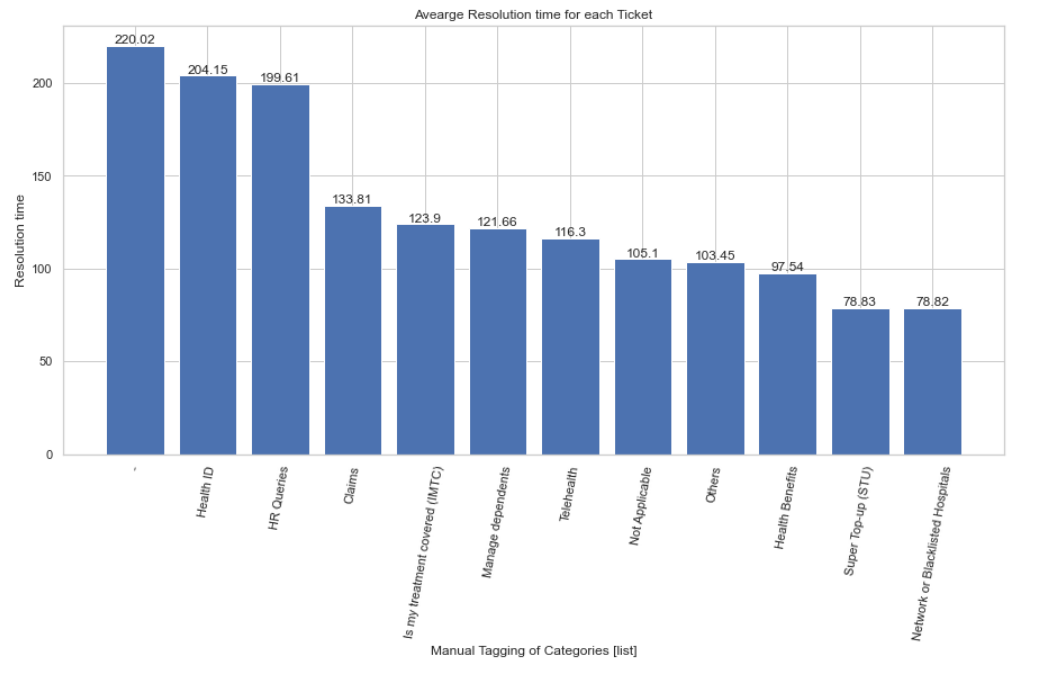 Avearge Resolution time for each Ticket
220.02
204.15
199.61
133.81
123.9
121.66
116.3
105.1
103.45
97.54
78.83
78.82
200
150
100
50
0
Resolution time
-
Health ID
HR Queries
Claims
Is my treatment covered (IMTC)
Manage dependents
Telehealth
Not Applicable
Others
Health Benefits
Super Top-up (STU)
Network or Blacklisted Hospitals
Manual Tagging of Categories [list]